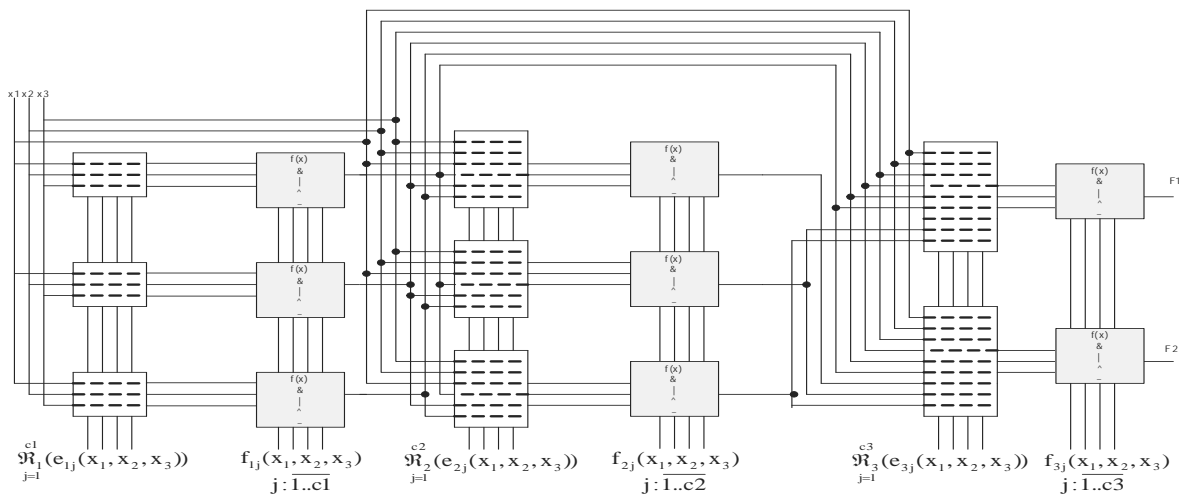 x1 x2 x3
f(x)
&
|
^
_
f(x)
&
|
^
_
f(x)
&
|
^
_
F1
f(x)
&
|
^
_
f(x)
&
|
^
_
f(x)
&
|
^
_
F2
f(x)
&
|
^
_
f(x)
&
|
^
_
c1 ℜ₁ j=1 (e₁ⱼ(x₁, x₂, x₃))
f₁ⱼ(x₁, x₂, x₃)
j : 1..c1
c2 ℜ₂ j=1 (e₂ⱼ(x₁, x₂, x₃))
f₂ⱼ(x₁, x₂, x₃)
j : 1..c2
c3 ℜ₃ j=1 (e₃ⱼ(x₁, x₂, x₃))
f₃ⱼ(x₁, x₂, x₃)
j : 1..c3